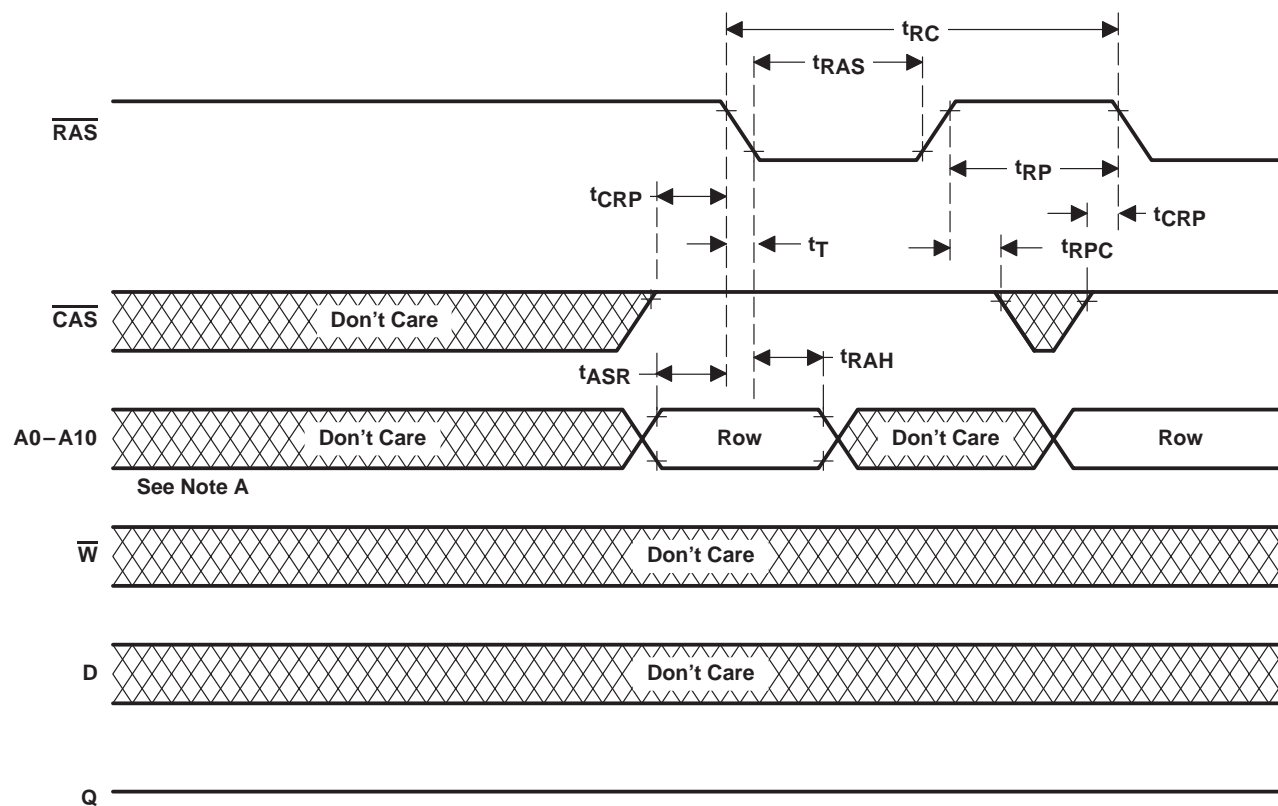 tRC
tRAS
RAS
tRP
tCRP
tCRP
tT
tRPC
CAS
Don't Care
tASR
tRAH
A0–A10
Don't Care
Row
Don't Care
Row
See Note A
W
Don't Care
D
Don't Care
Q